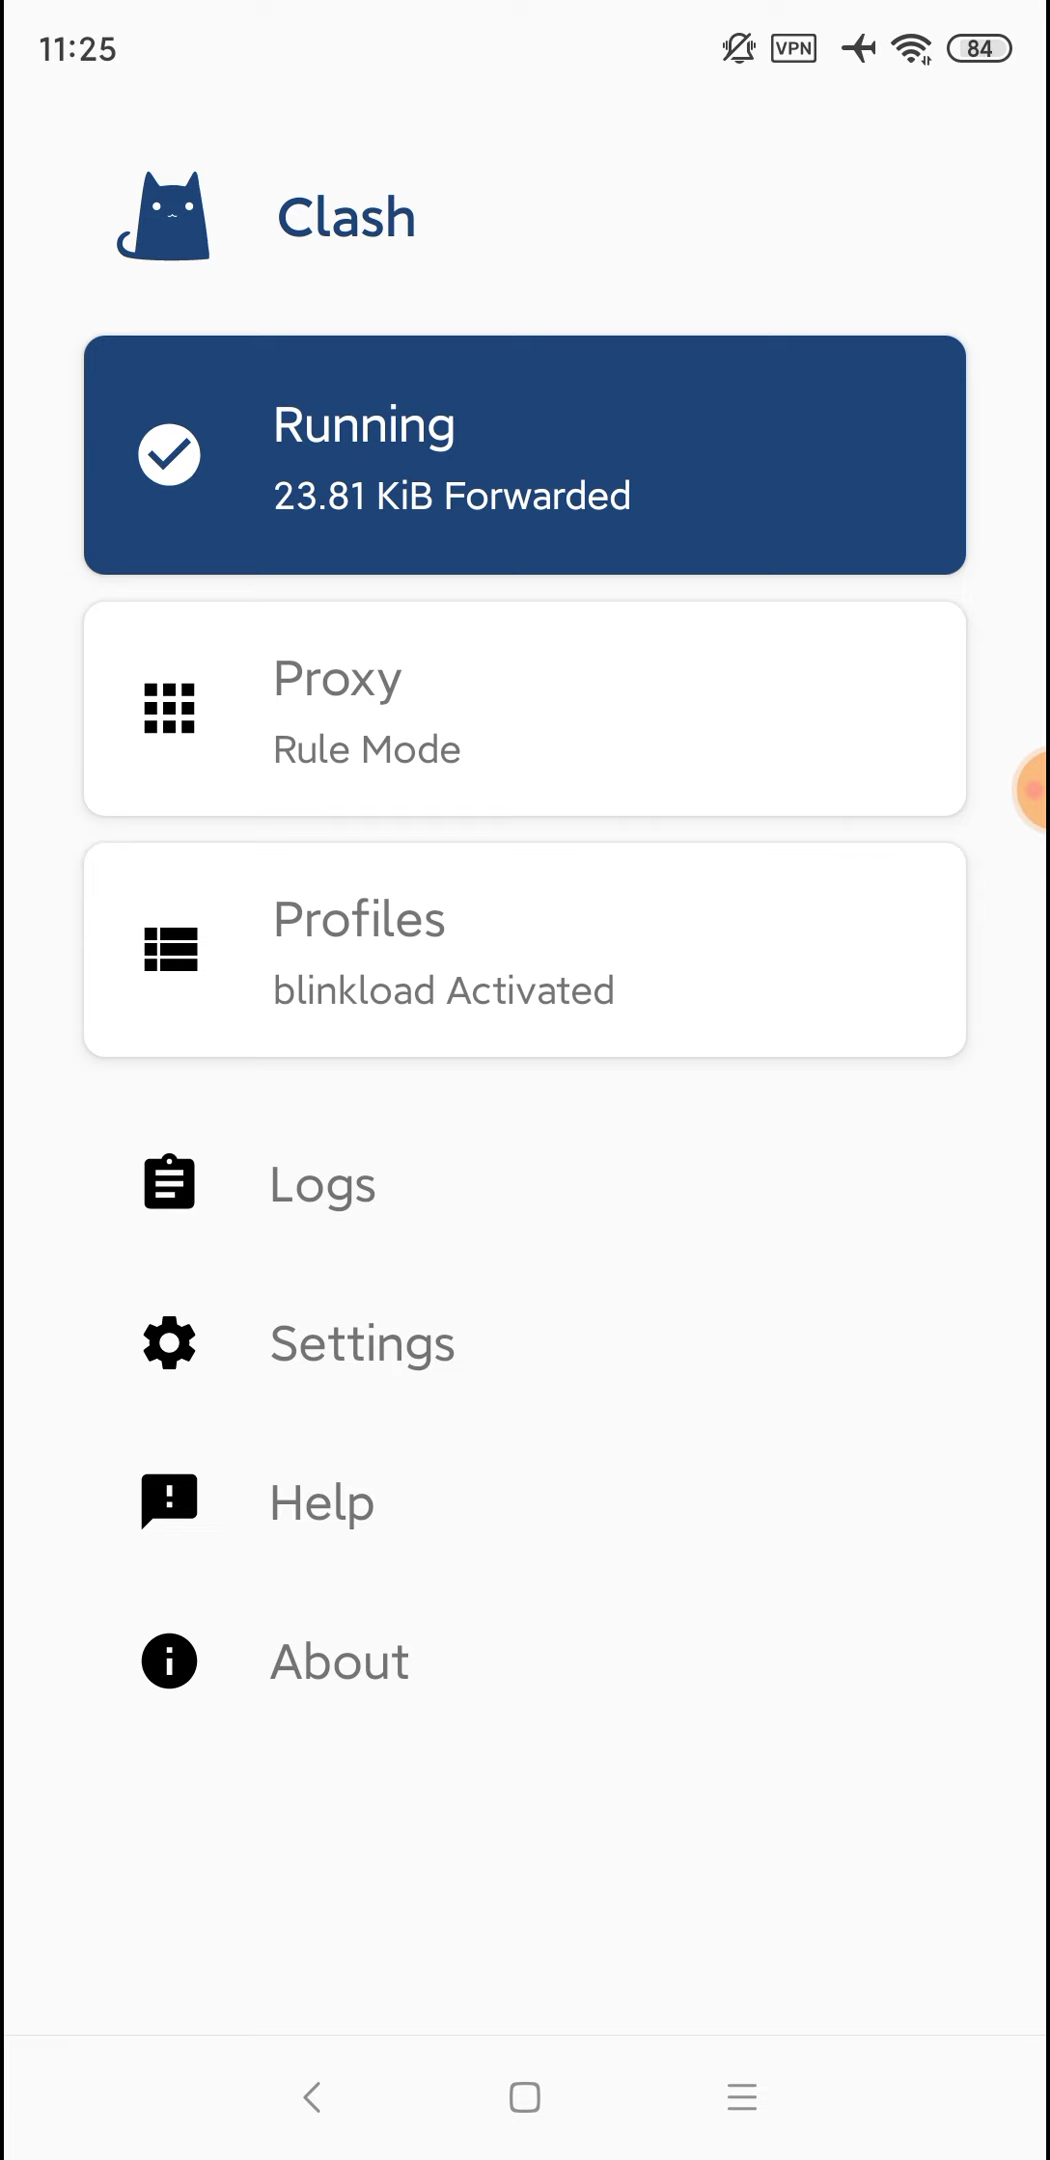 11:25
VPN
84
Clash
Running
23.81 KiB Forwarded
Proxy
Rule Mode
Profiles
blinkload Activated
Logs
Settings
Help
About